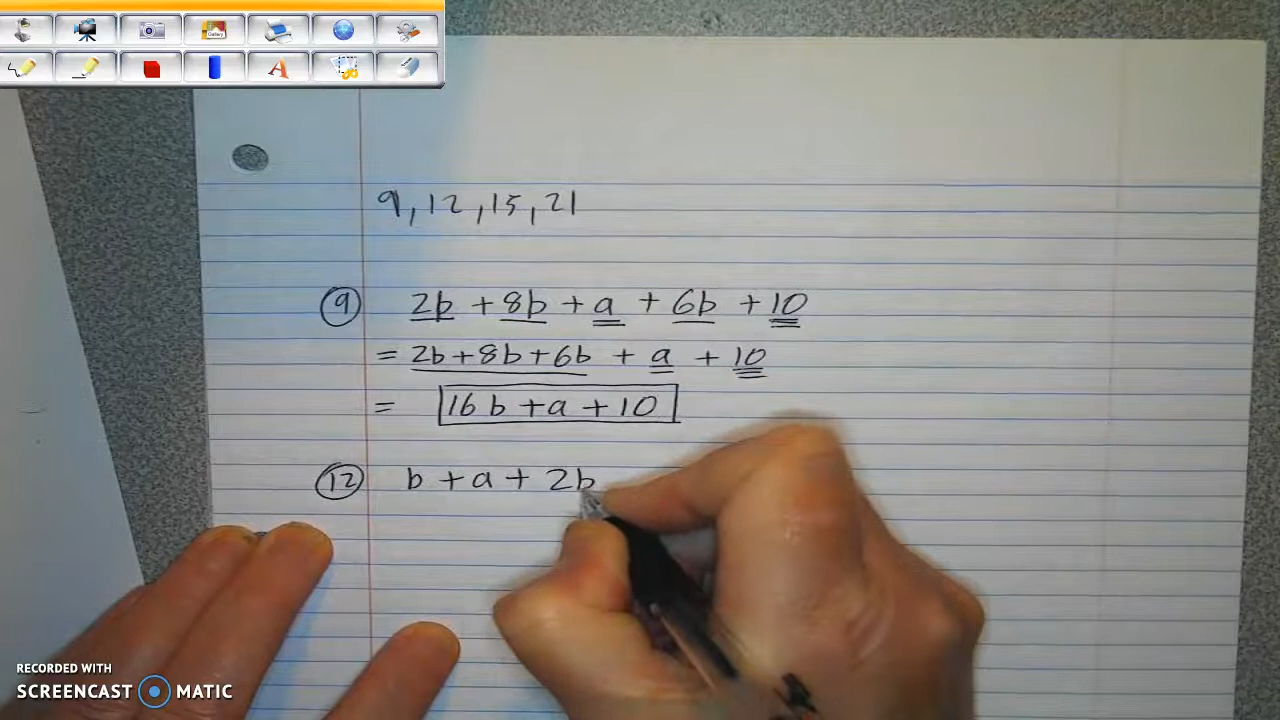 9, 12, 15, 21
9 2b + 8b + a + 6b + 10
= 2b + 8b + 6b + a + 10
= 16b + a + 10
12 b + a + 2b
RECORDED WITH
SCREENCAST MATIC